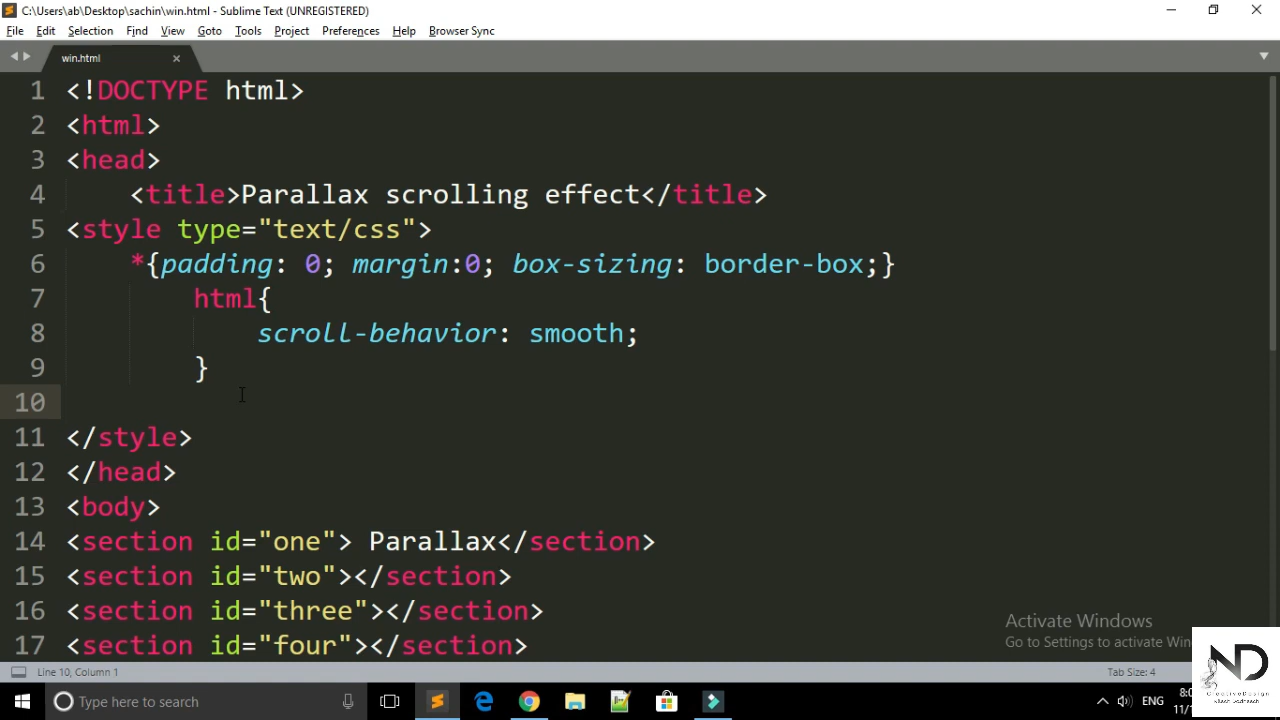 C:\Users\ab\Desktop\sachin\win.html - Sublime Text (UNREGISTERED)
File Edit Selection Find View Goto Tools Project Preferences Help Browser Sync
win.html
1 <!DOCTYPE html>
2 <html>
3 <head>
4 <title>Parallax scrolling effect</title>
5 <style type="text/css">
6 *{padding: 0; margin:0; box-sizing: border-box;}
7 html{
8 scroll-behavior: smooth;
9 }
10
11 </style>
12 </head>
13 <body>
14 <section id="one"> Parallax</section>
15 <section id="two"></section>
16 <section id="three"></section>
17 <section id="four"></section>
Activate Windows
Go to Settings to activate Win
ND
CreativeDesign
Line 10, Column 1
Tab Size: 4
Type here to search
ENG
8:0
11/